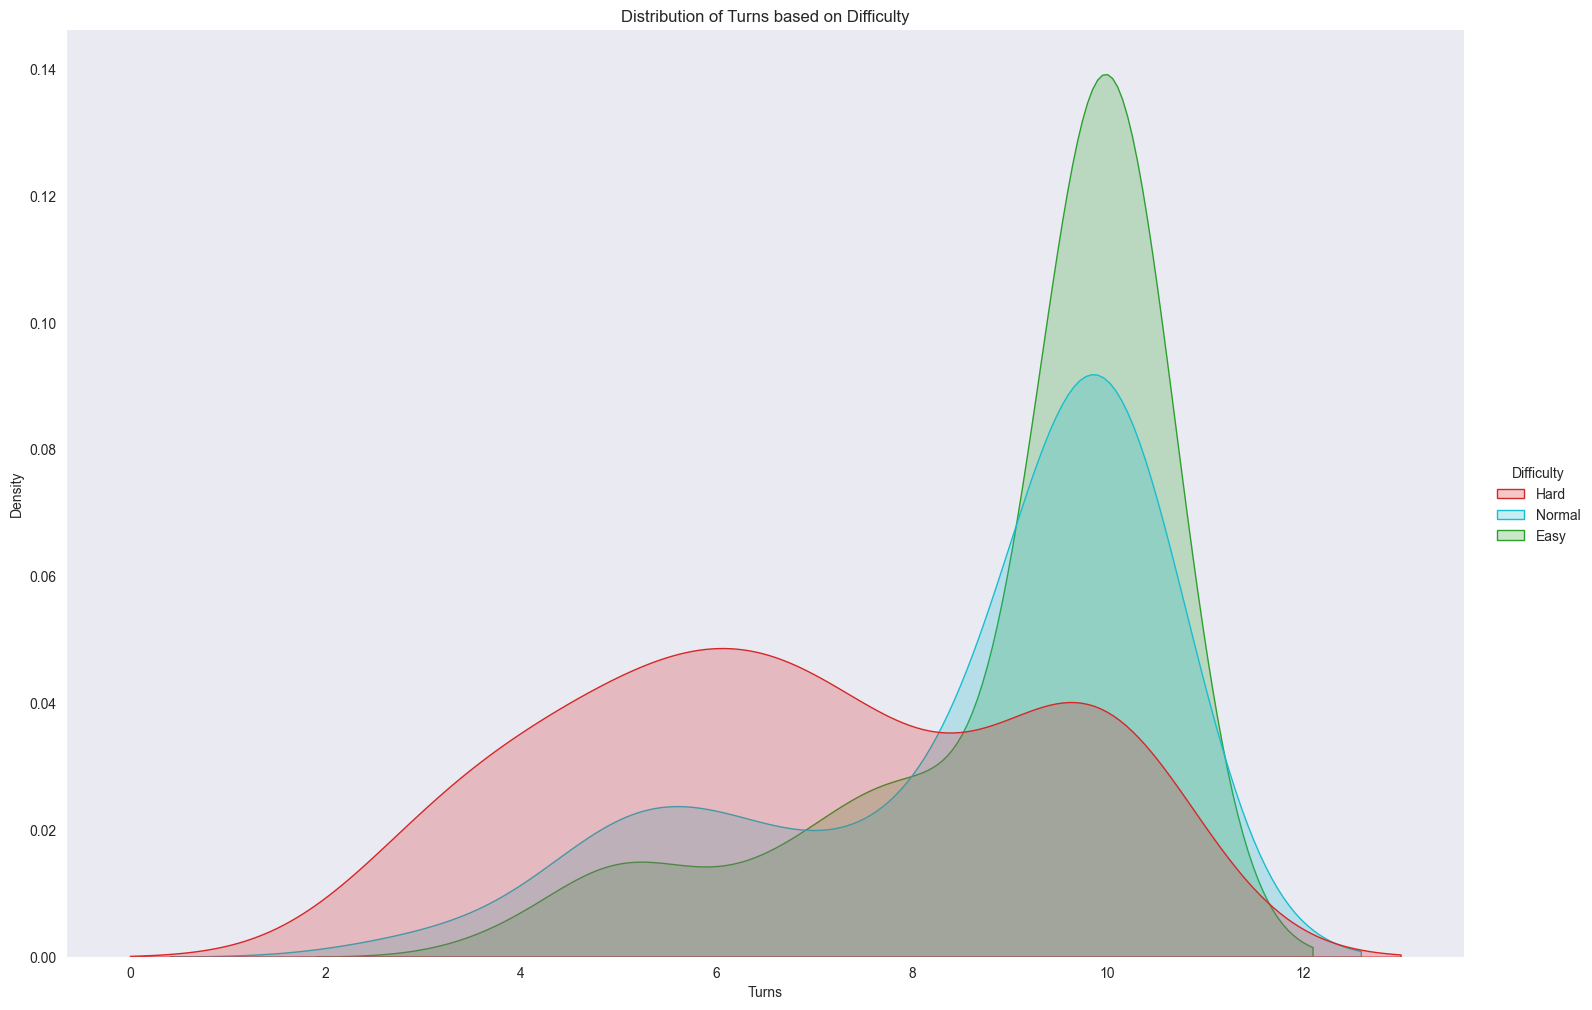 Distribution of Turns based on Difficulty
0.14
0.12
0.10
0.08
0.06
0.04
0.02
0.00
Density
0 2 4 6 8 10 12
Turns
Difficulty
Hard
Normal
Easy